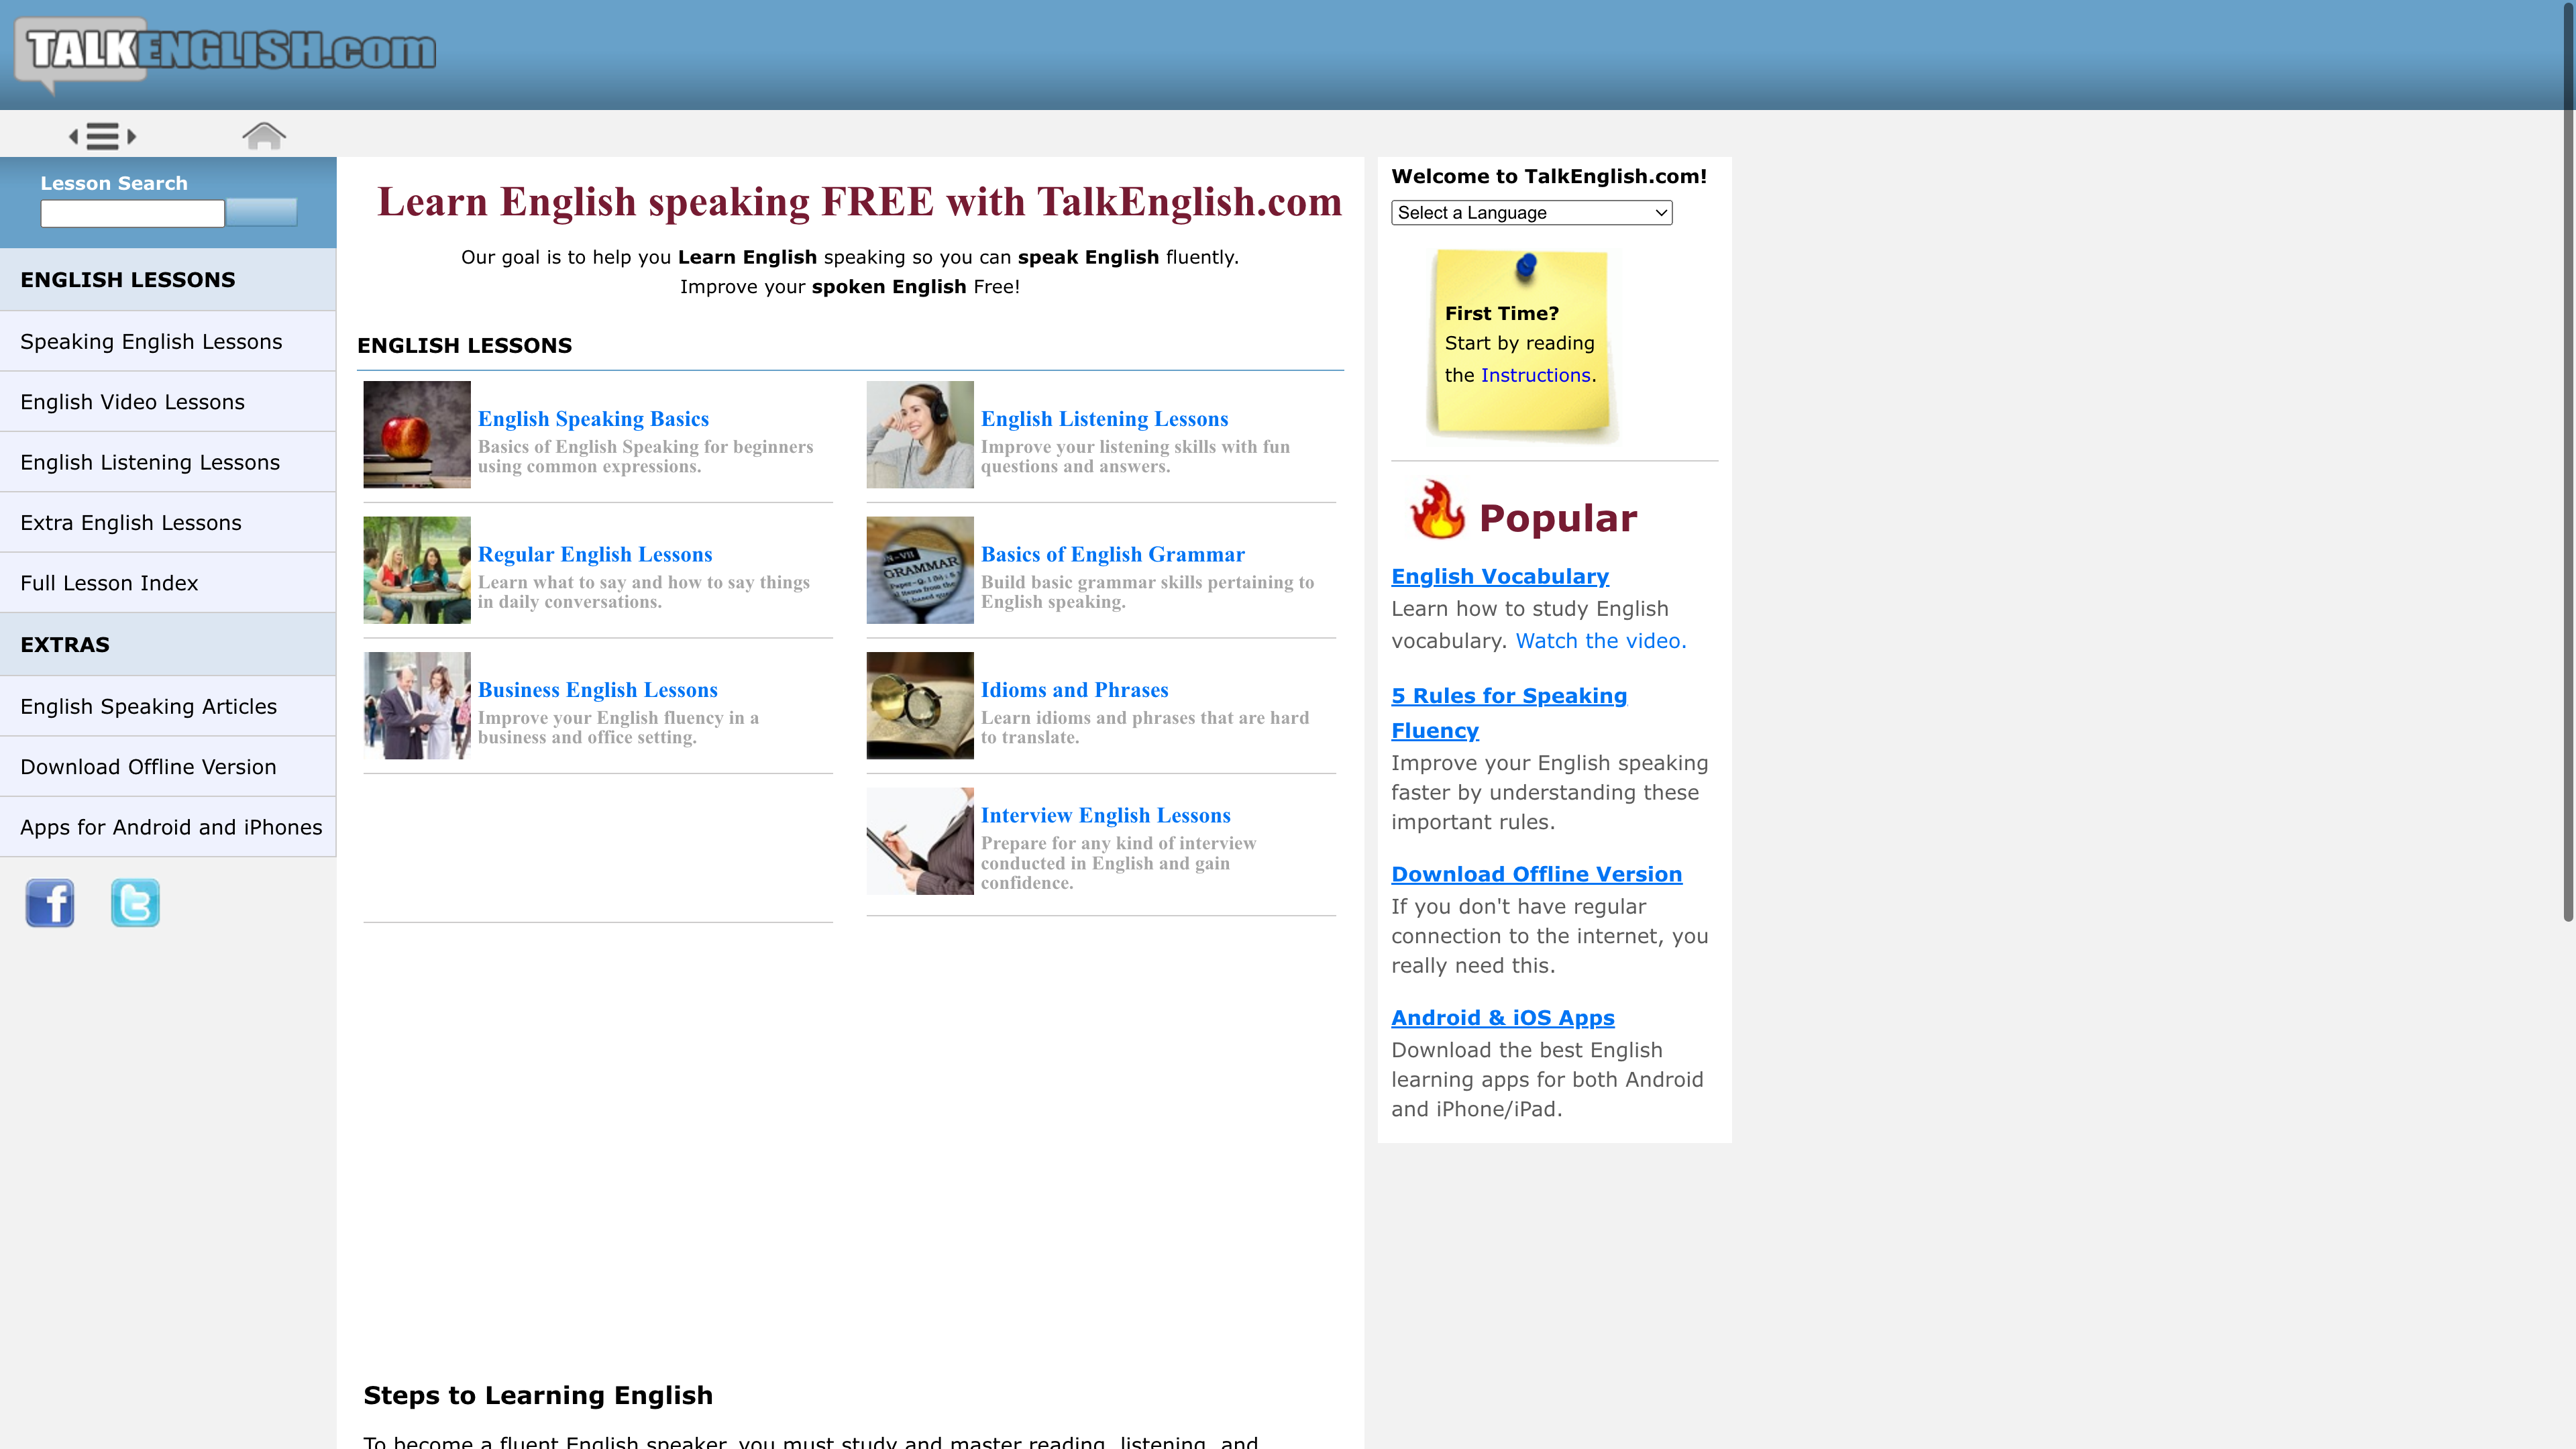 TALKENGLISH.com
Lesson Search
ENGLISH LESSONS
Speaking English Lessons
English Video Lessons
English Listening Lessons
Extra English Lessons
Full Lesson Index
EXTRAS
English Speaking Articles
Download Offline Version
Apps for Android and iPhones
Learn English speaking FREE with TalkEnglish.com
Our goal is to help you Learn English speaking so you can speak English fluently.
Improve your spoken English Free!
ENGLISH LESSONS
English Speaking Basics
Basics of English Speaking for beginners
using common expressions.
English Listening Lessons
Improve your listening skills with fun
questions and answers.
Regular English Lessons
Learn what to say and how to say things
in daily conversations.
GRAMMAR
Basics of English Grammar
Build basic grammar skills pertaining to
English speaking.
Business English Lessons
Improve your English fluency in a
business and office setting.
Idioms and Phrases
Learn idioms and phrases that are hard
to translate.
Interview English Lessons
Prepare for any kind of interview
conducted in English and gain
confidence.
Steps to Learning English
To become a fluent English speaker, you must study and master reading, listening, and
Welcome to TalkEnglish.com!
Select a Language
First Time?
Start by reading
the Instructions.
Popular
English Vocabulary
Learn how to study English
vocabulary. Watch the video.
5 Rules for Speaking
Fluency
Improve your English speaking
faster by understanding these
important rules.
Download Offline Version
If you don't have regular
connection to the internet, you
really need this.
Android & iOS Apps
Download the best English
learning apps for both Android
and iPhone/iPad.